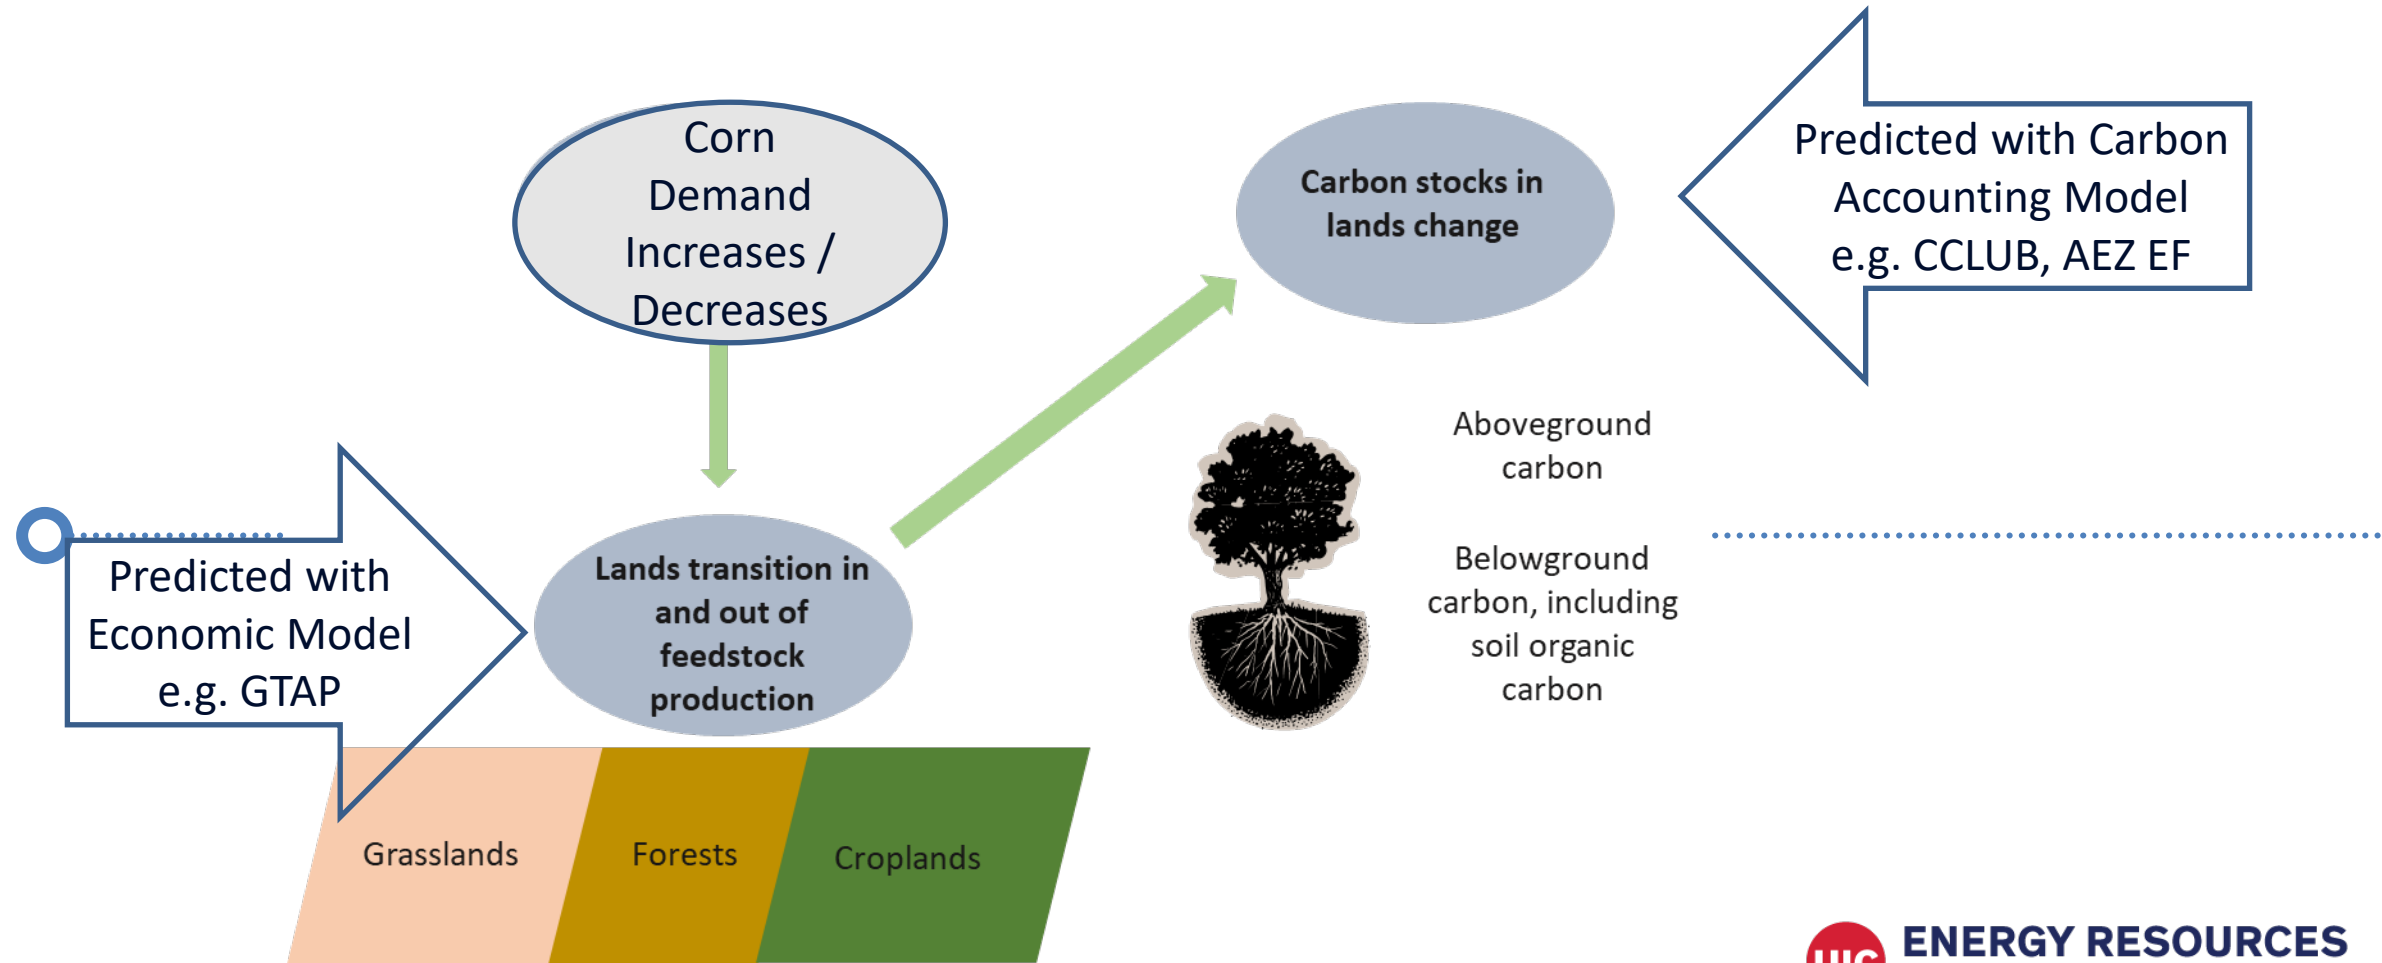 Corn
Demand
Increases /
Decreases
Carbon stocks in
lands change
Predicted with Carbon
Accounting Model
e.g. CCLUB, AEZ EF
Aboveground
carbon
Belowground
carbon, including
soil organic
carbon
Predicted with
Economic Model
e.g. GTAP
Lands transition in
and out of
feedstock
production
Grasslands
Forests
Croplands
UIC
ENERGY RESOURCES